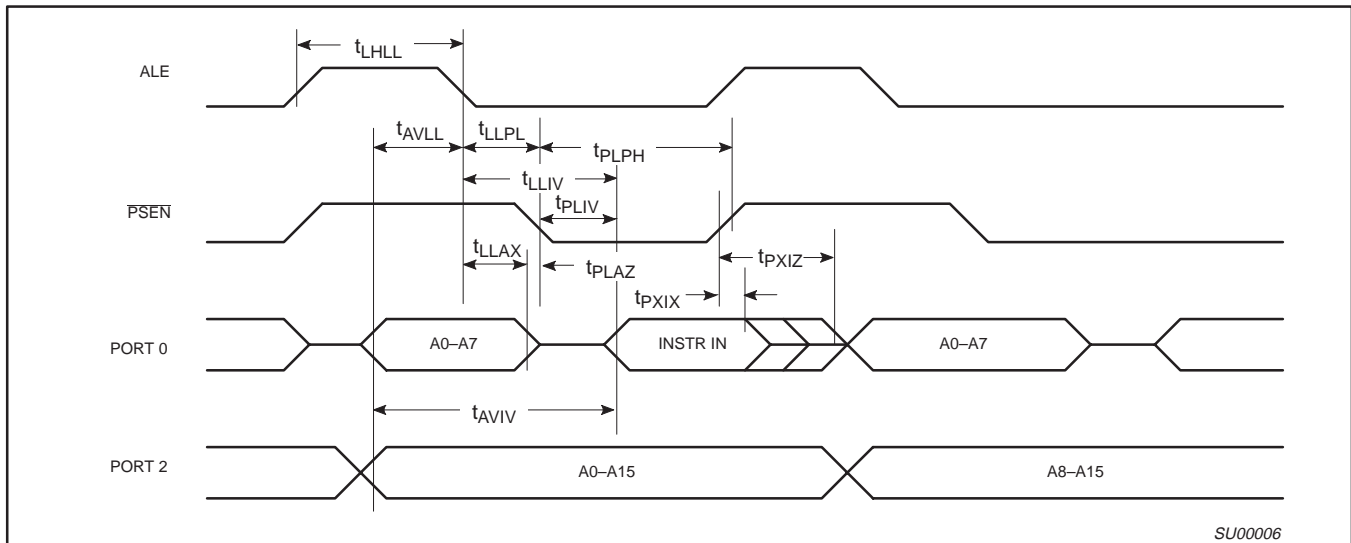 ALE
tLHLL
tAVLL
tLLPL
tPLPH
tLLIV
PSEN
tPLIV
tLLAX
tPLAZ
tPXIZ
tPXIX
PORT 0
A0–A7
INSTR IN
A0–A7
tAVIV
PORT 2
A0–A15
A8–A15
SU00006